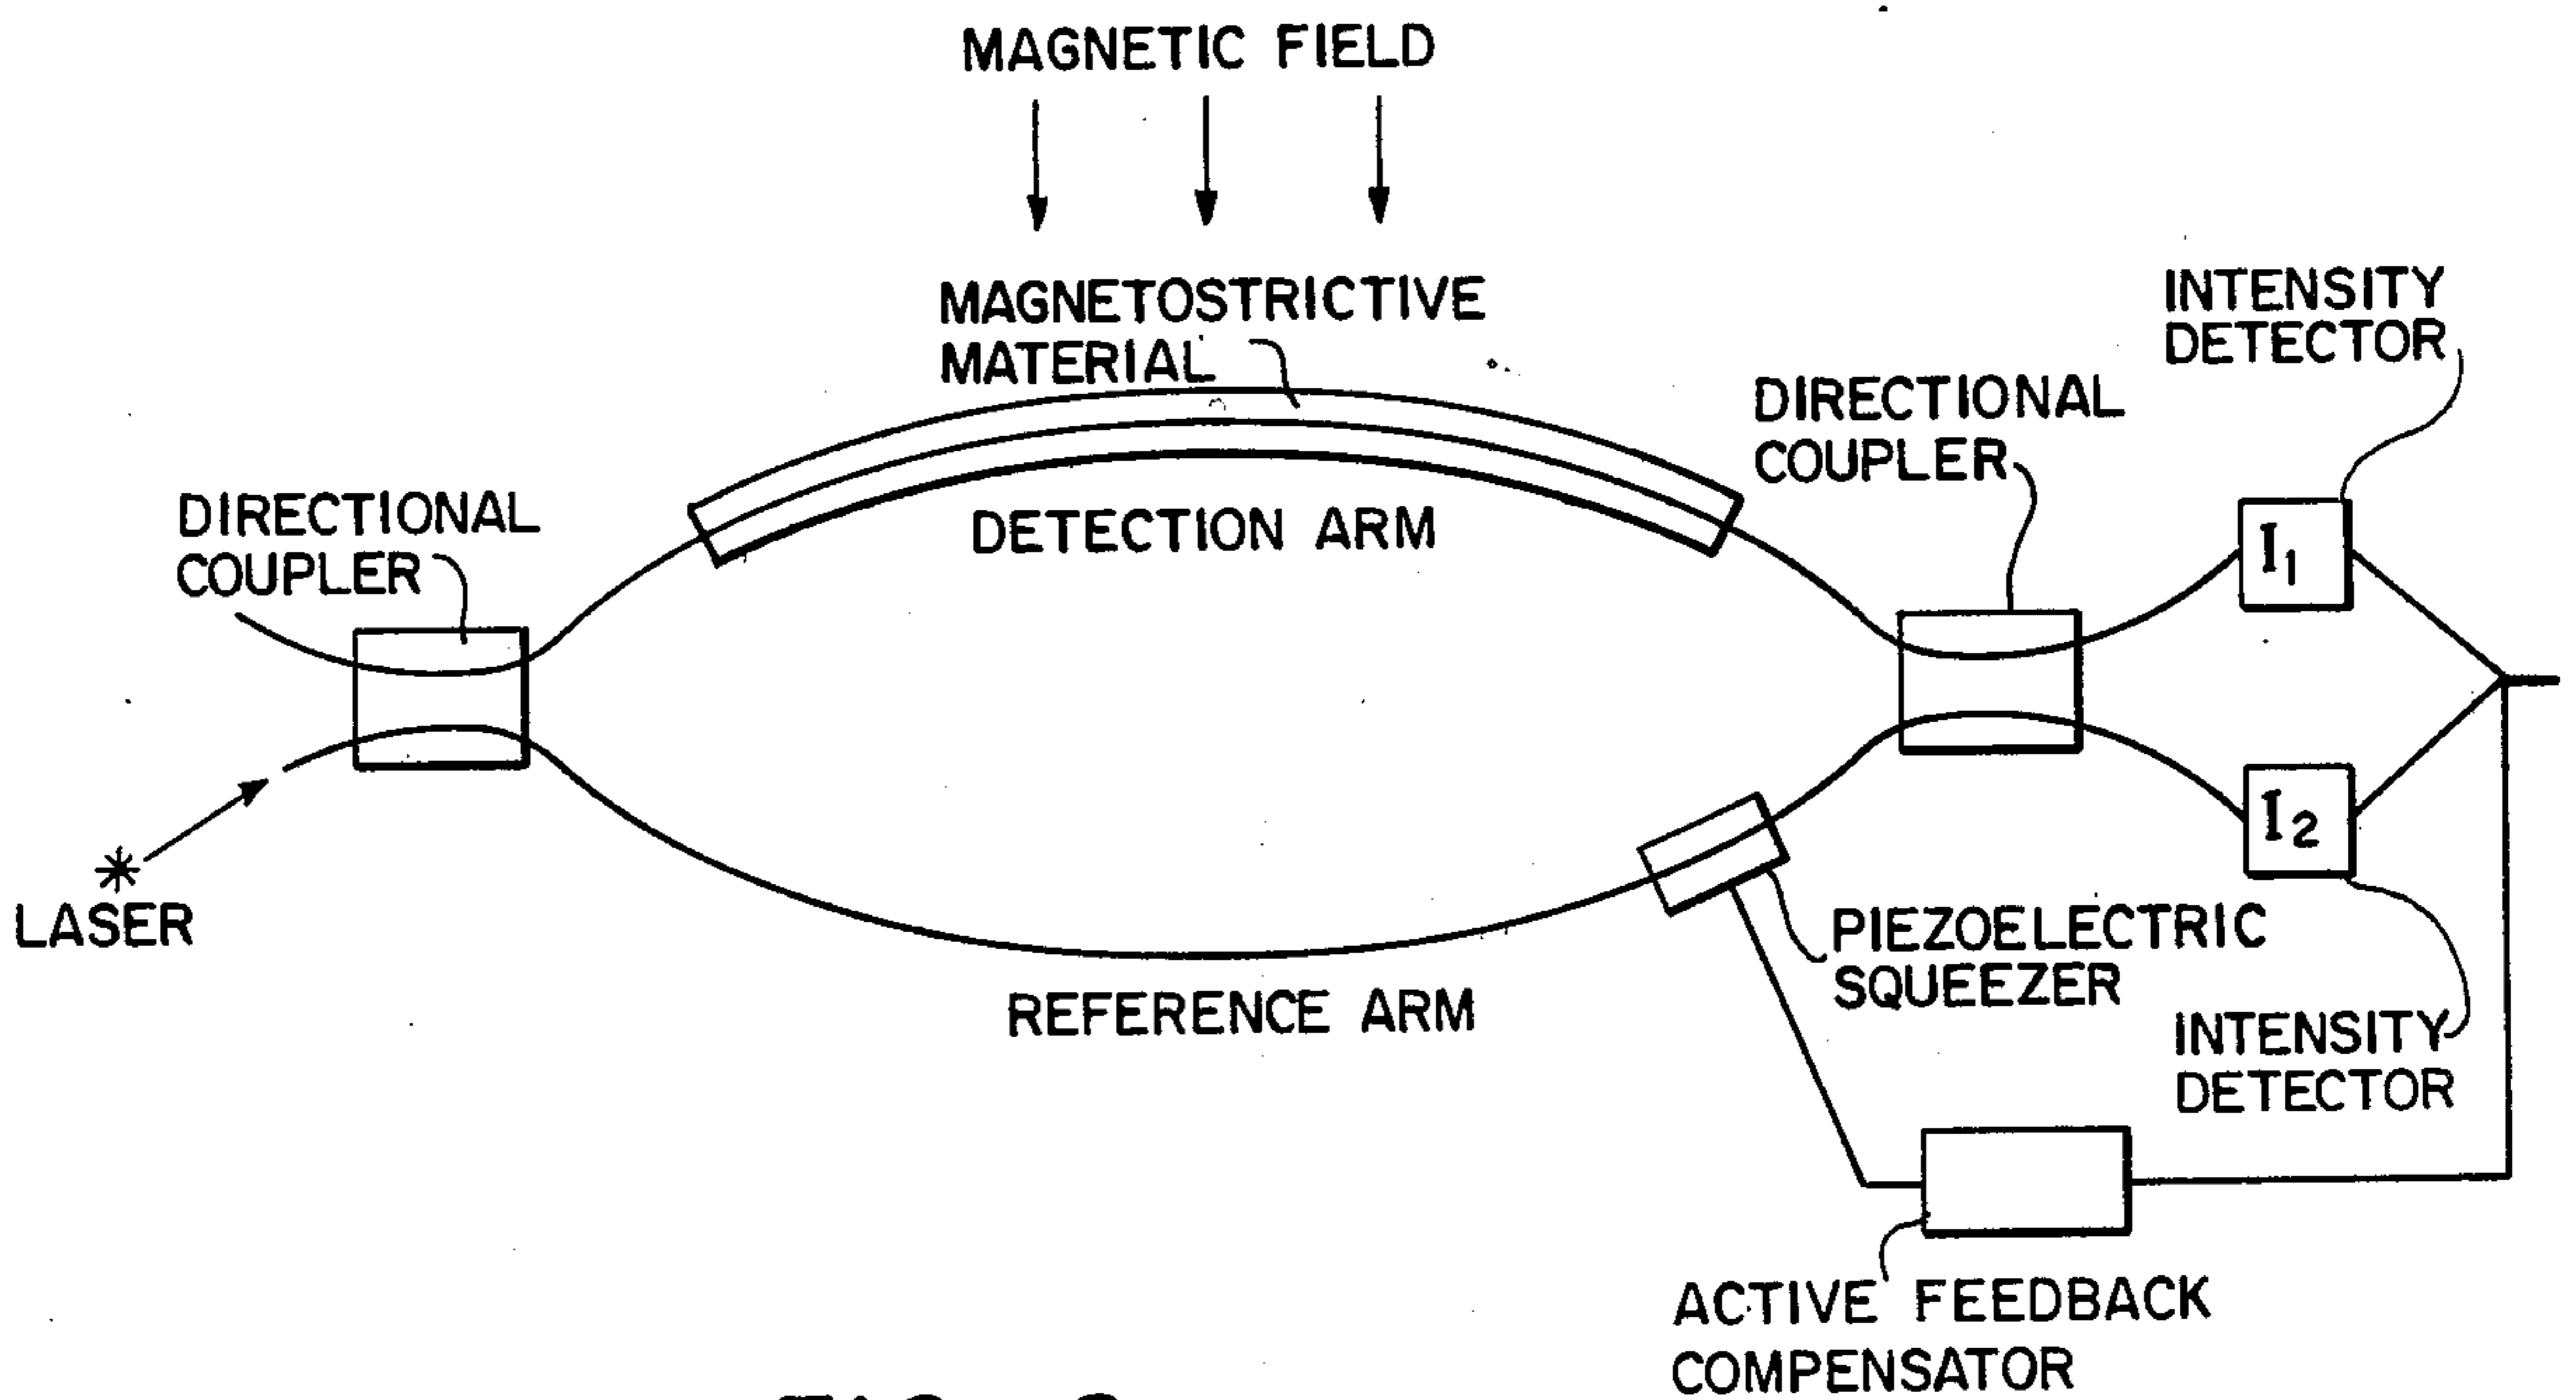 MAGNETIC FIELD
MAGNETOSTRICTIVE
MATERIAL
INTENSITY
DETECTOR
DIRECTIONAL
COUPLER
DIRECTIONAL
COUPLER
DETECTION ARM
I1
I2
LASER
PIEZOELECTRIC
SQUEEZER
REFERENCE ARM
INTENSITY
DETECTOR
ACTIVE FEEDBACK
COMPENSATOR